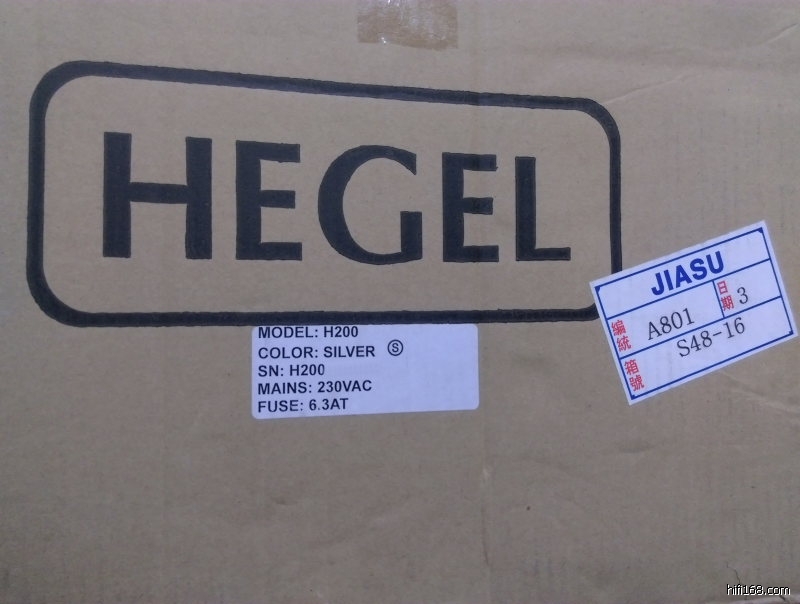 HEGEL
MODEL: H200
COLOR: SILVER Ⓢ
SN: H200
MAINS: 230VAC
FUSE: 6.3AT
JIASU
编統 A801 日期 3
箱號 S48-16
hifi168.com